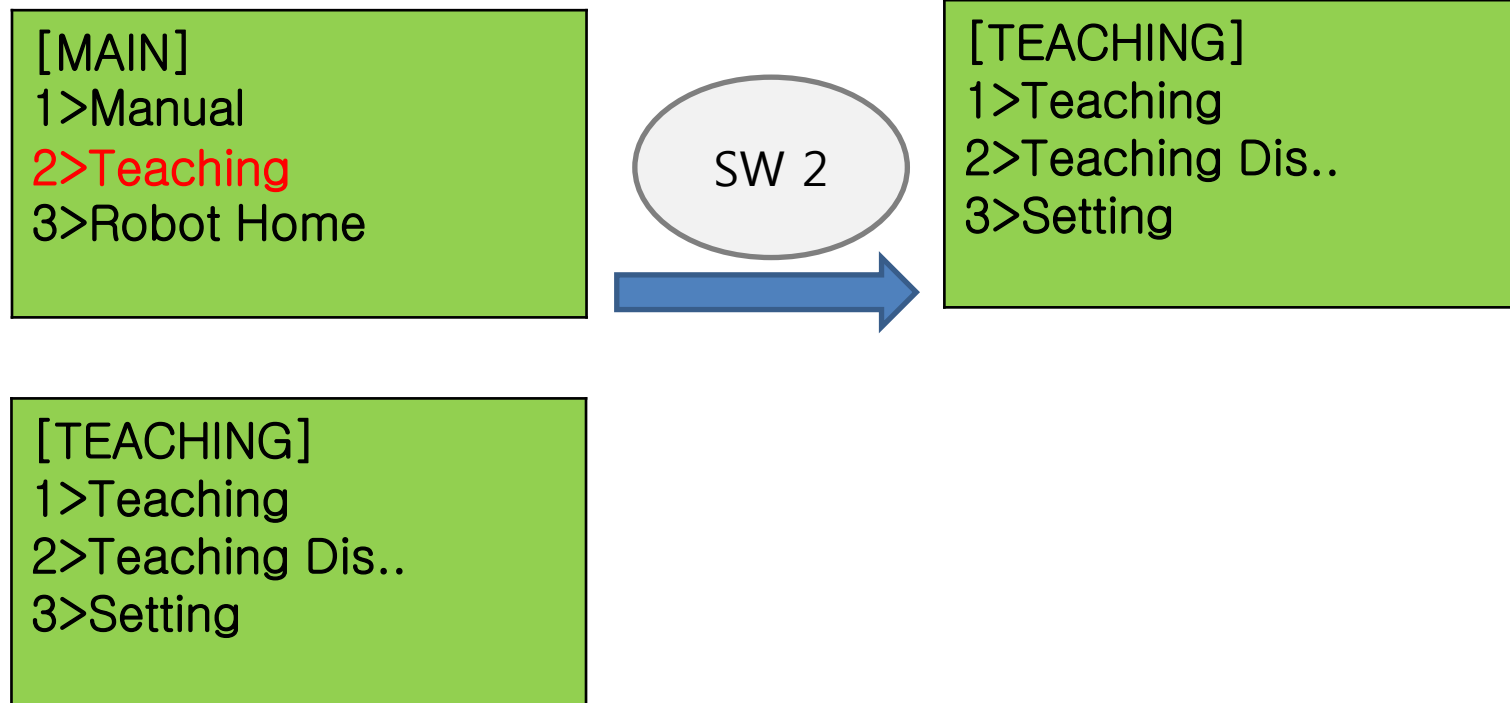 [MAIN]
1>Manual
2>Teaching
3>Robot Home
SW 2
[TEACHING]
1>Teaching
2>Teaching Dis..
3>Setting
[TEACHING]
1>Teaching
2>Teaching Dis..
3>Setting